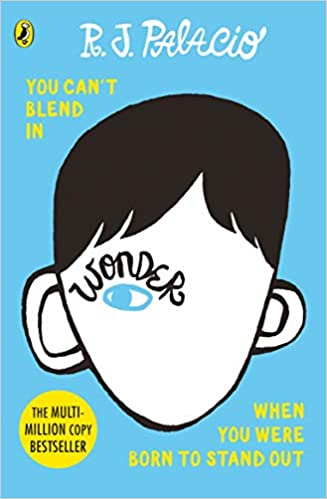 R. J. PALACIO
YOU CAN'T
BLEND
IN
WONDER
THE MULTI-
MILLION COPY
BESTSELLER
WHEN
YOU WERE
BORN TO STAND OUT